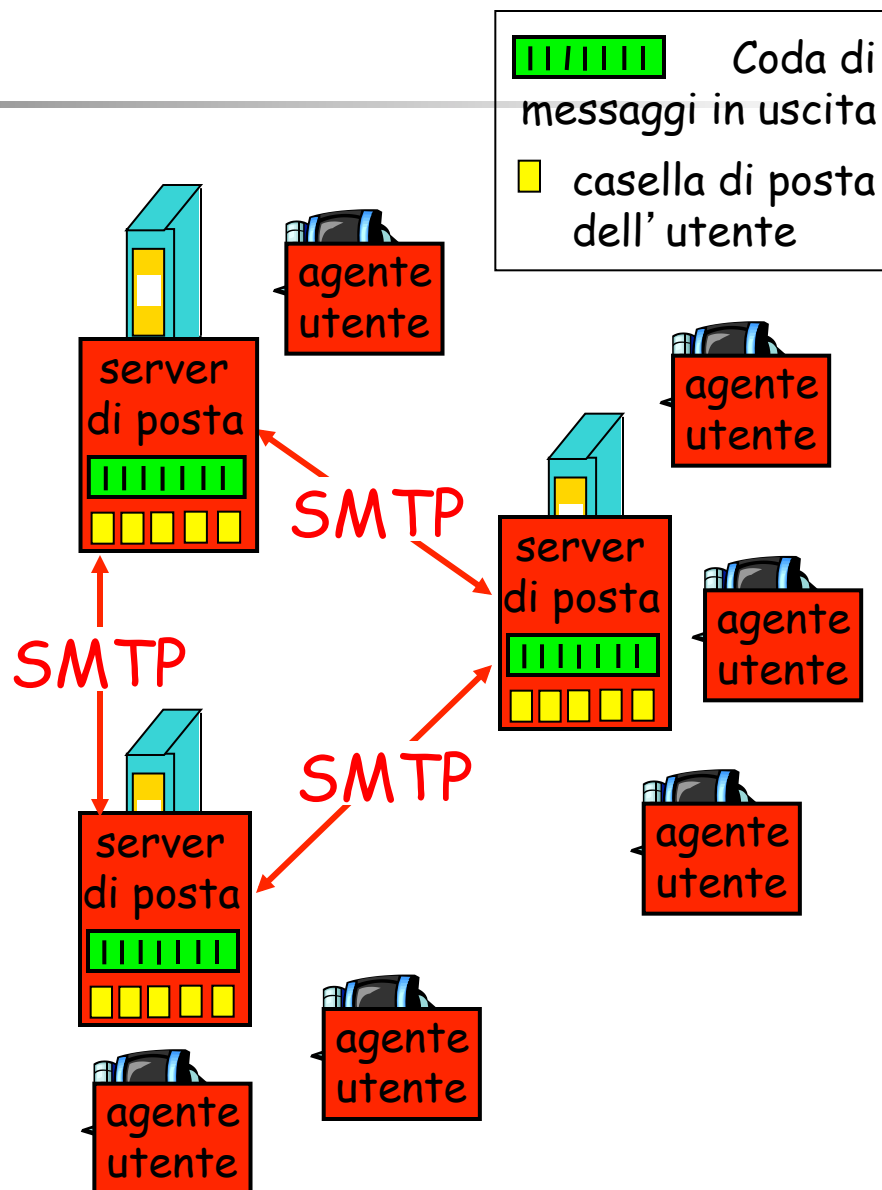 Coda di
messaggi in uscita
casella di posta
dell’ utente
agente
utente
server
di posta
agente
utente
SMTP
server
di posta
agente
utente
SMTP
SMTP
agente
utente
server
di posta
agente
utente
agente
utente